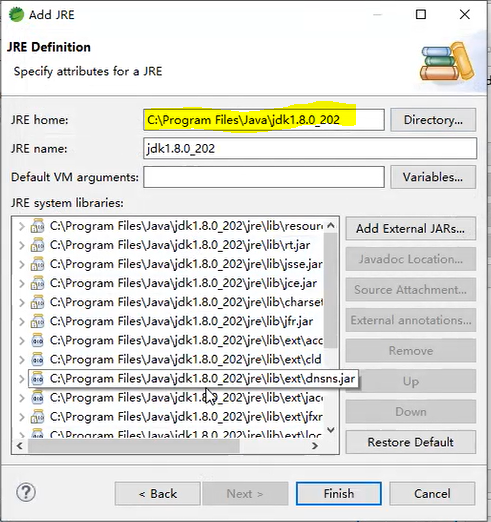 Add JRE
JRE Definition
Specify attributes for a JRE
JRE home: C:\Program Files\Java\jdk1.8.0_202 Directory...
JRE name: jdk1.8.0_202
Default VM arguments: Variables...
JRE system libraries:
C:\Program Files\Java\jdk1.8.0_202\jre\lib\resour
C:\Program Files\Java\jdk1.8.0_202\jre\lib\rt.jar
C:\Program Files\Java\jdk1.8.0_202\jre\lib\jsse.jar
C:\Program Files\Java\jdk1.8.0_202\jre\lib\jce.jar
C:\Program Files\Java\jdk1.8.0_202\jre\lib\charset
C:\Program Files\Java\jdk1.8.0_202\jre\lib\jfr.jar
C:\Program Files\Java\jdk1.8.0_202\jre\lib\ext\acc
C:\Program Files\Java\jdk1.8.0_202\jre\lib\ext\cld
C:\Program Files\Java\jdk1.8.0_202\jre\lib\ext\dnsns.jar
C:\Program Files\Java\jdk1.8.0_202\jre\lib\ext\jacc
C:\Program Files\Java\jdk1.8.0_202\jre\lib\ext\jfxr
C:\Program Files\Java\jdk1.8.0_202\jre\lib\ext\loc
Add External JARs...
Javadoc Location...
Source Attachment...
External annotations...
Remove
Up
Down
Restore Default
?
< Back Next > Finish Cancel